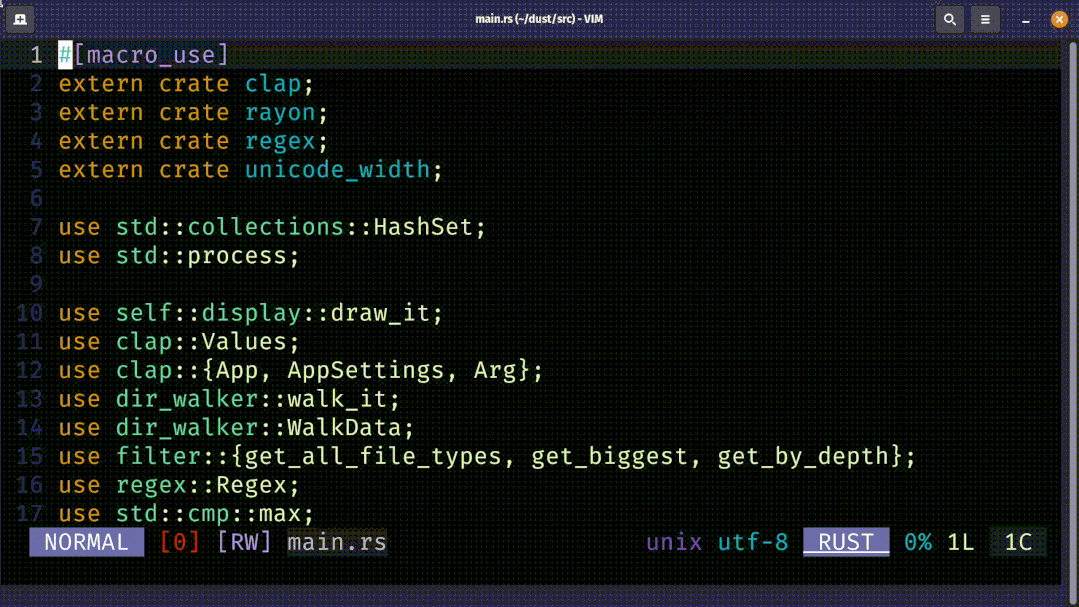 main.rs (~/dust/src) - VIM
1 #[macro_use]
2 extern crate clap;
3 extern crate rayon;
4 extern crate regex;
5 extern crate unicode_width;
6
7 use std::collections::HashSet;
8 use std::process;
9
10 use self::display::draw_it;
11 use clap::Values;
12 use clap::{App, AppSettings, Arg};
13 use dir_walker::walk_it;
14 use dir_walker::WalkData;
15 use filter::{get_all_file_types, get_biggest, get_by_depth};
16 use regex::Regex;
17 use std::cmp::max;
NORMAL [0] [RW] main.rs unix utf-8 RUST 0% 1L 1C